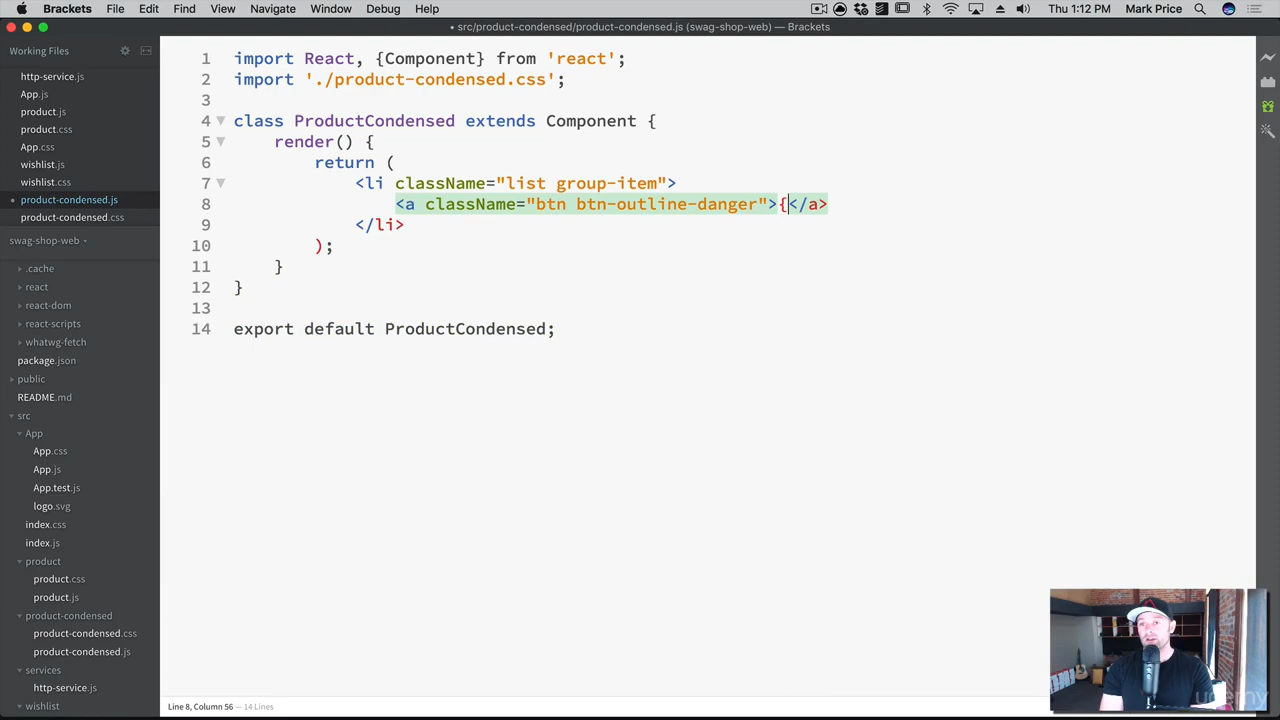 Brackets File Edit Find View Navigate Window Debug Help Thu 1:12 PM Mark Price
• src/product-condensed/product-condensed.js (swag-shop-web) — Brackets
Working Files
http-service.js
App.js
product.js
product.css
App.css
wishlist.js
wishlist.css
• product-condensed.js
product-condensed.css
swag-shop-web
.cache
react
react-dom
react-scripts
whatwg-fetch
package.json
public
README.md
src
App
App.css
App.js
App.test.js
logo.svg
index.css
index.js
product
product.css
product.js
product-condensed
product-condensed.css
product-condensed.js
services
http-service.js
wishlist
1 import React, {Component} from 'react';
2 import './product-condensed.css';
3
4 class ProductCondensed extends Component {
5 render() {
6 return (
7 <li className="list group-item">
8 <a className="btn btn-outline-danger">{</a>
9 </li>
10 );
11 }
12 }
13
14 export default ProductCondensed;
Line 8, Column 56 — 14 Lines
udemy